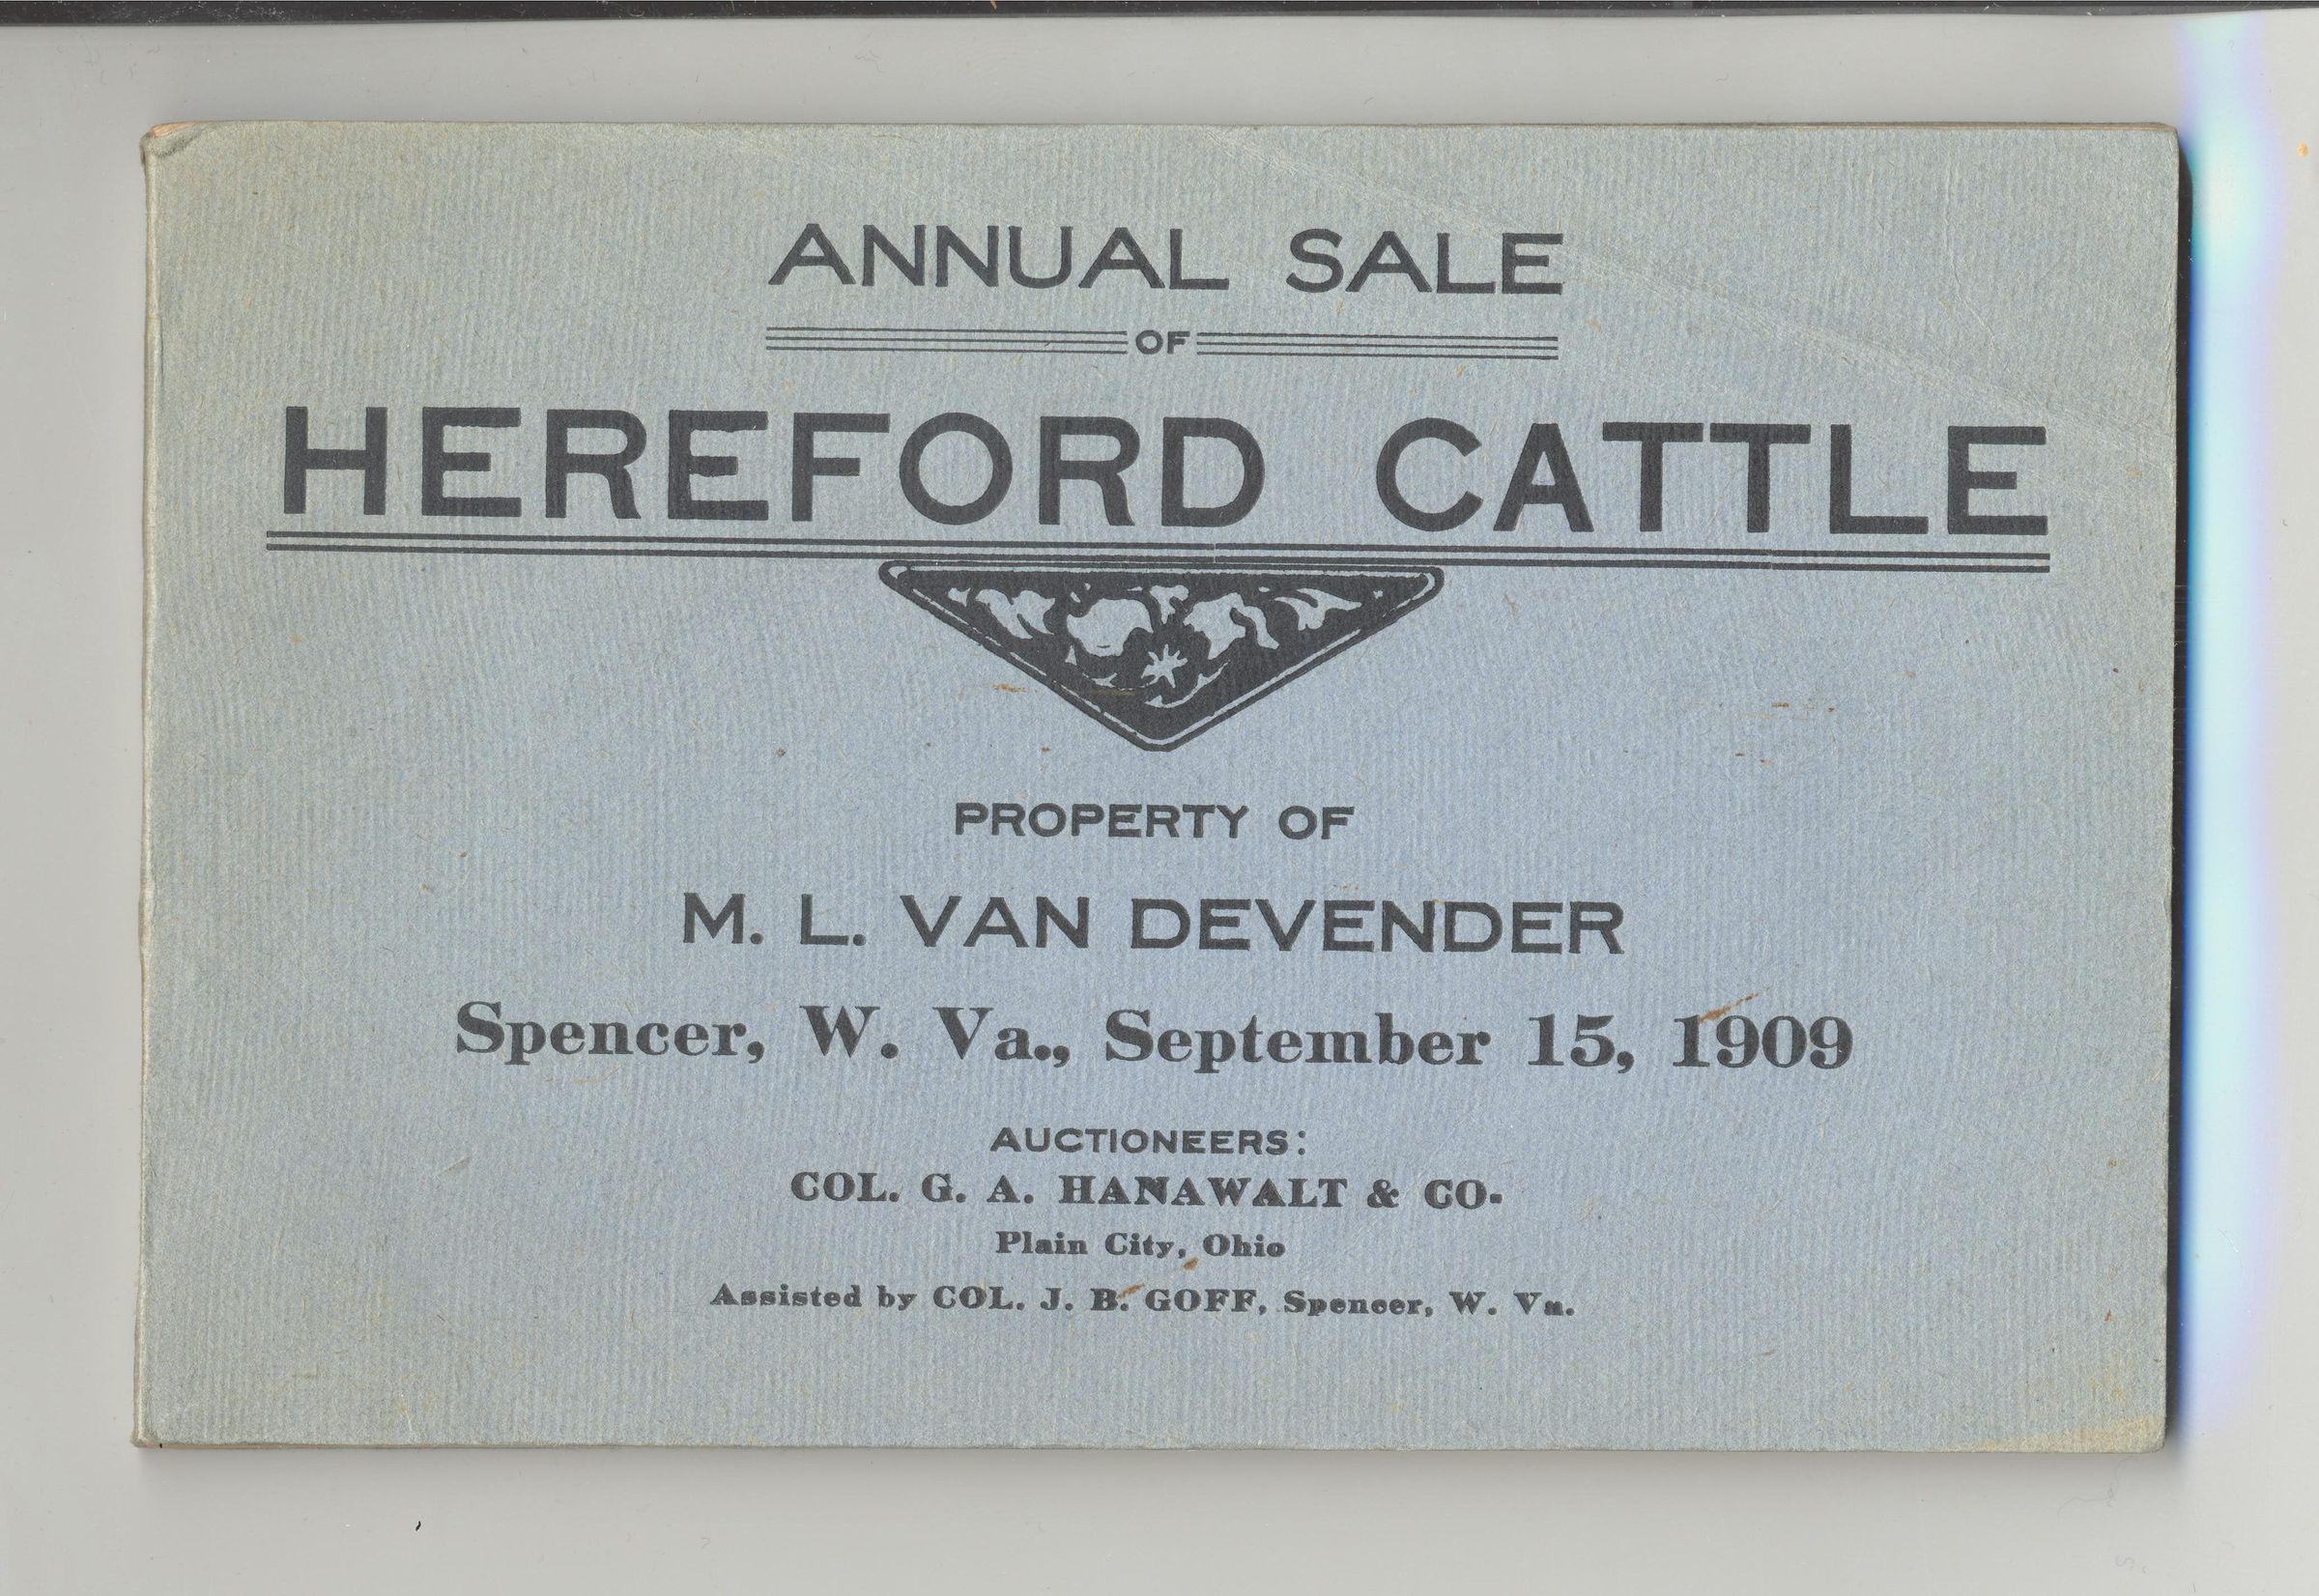 ANNUAL SALE
OF
HEREFORD CATTLE
PROPERTY OF
M. L. VAN DEVENDER
Spencer, W. Va., September 15, 1909
AUCTIONEERS:
COL. G. A. HANAWALT & CO.
Plain City, Ohio
Assisted by COL. J. B. GOFF, Spencer, W. Va.